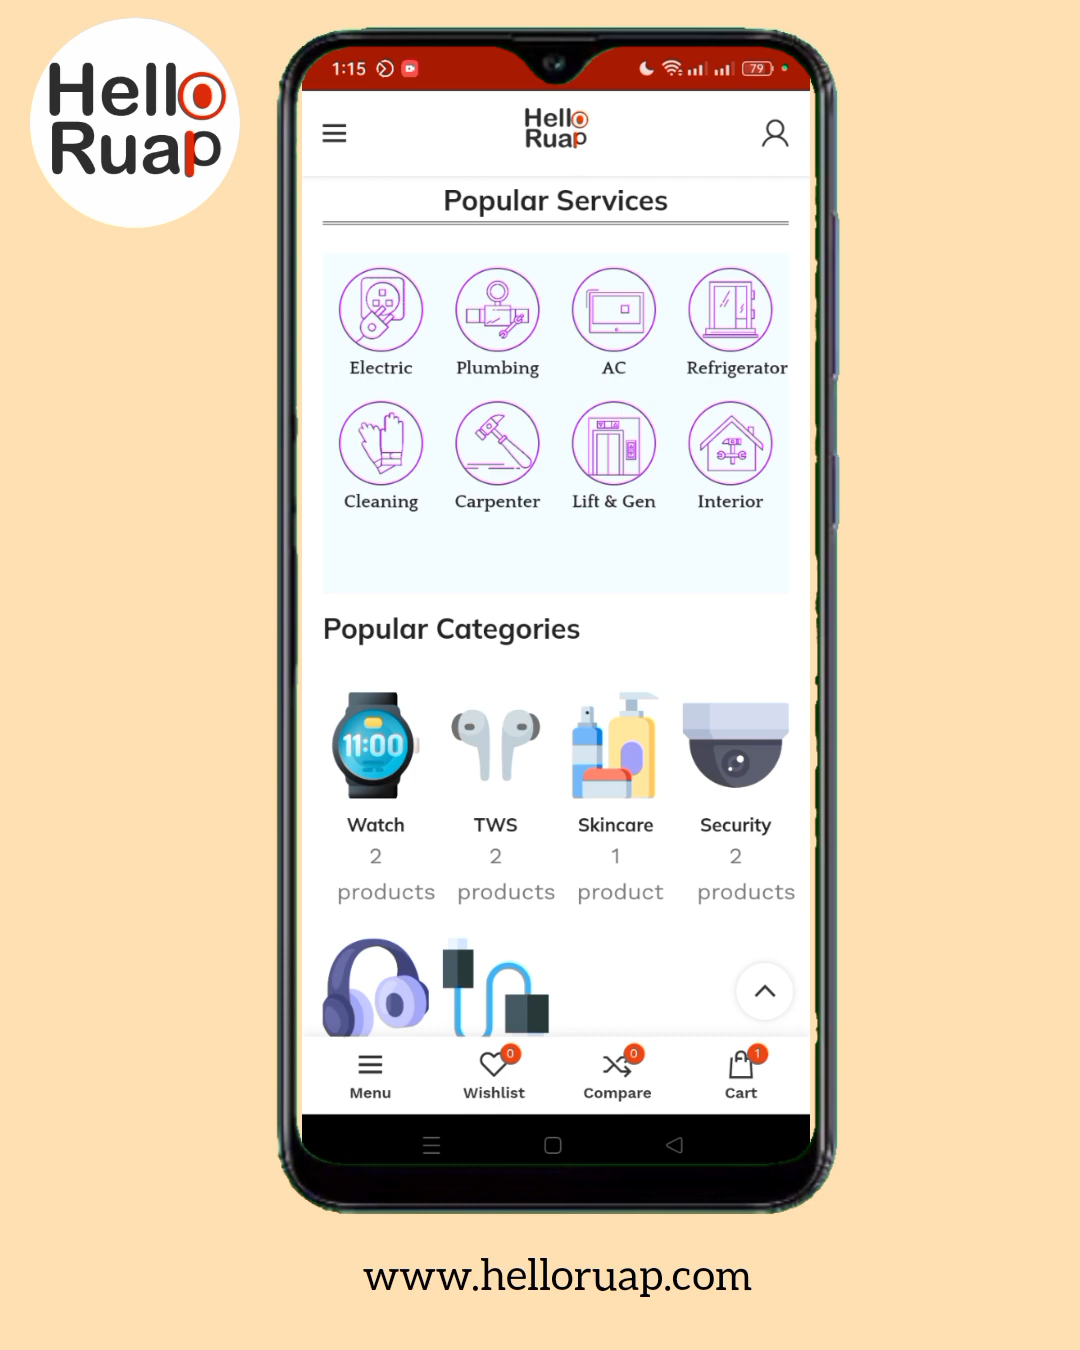 Hello
Ruap
1:15
79
Hello
Ruap
Popular Services
Electric Plumbing AC Refrigerator
Cleaning Carpenter Lift & Gen Interior
Popular Categories
11:00
Watch TWS Skincare Security
2 2 1 2
products products product products
0 0 1
Menu Wishlist Compare Cart
www.helloruap.com